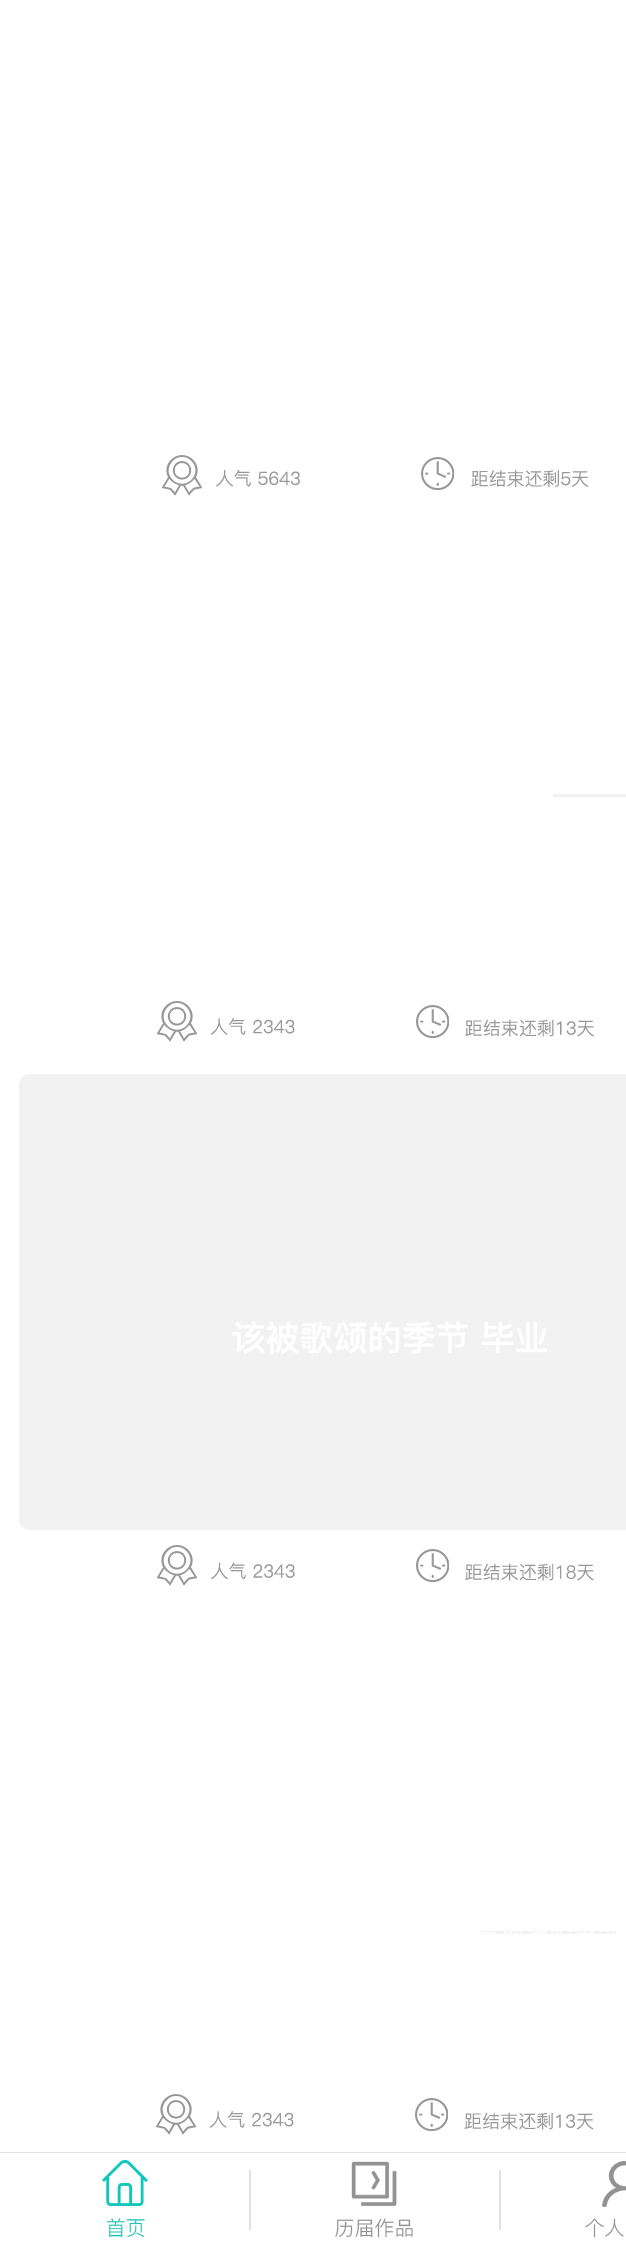 人气 5643 距结束还剩5天
人气 2343 距结束还剩13天
该被歌颂的季节 毕业
人气 2343 距结束还剩18天
人气 2343 距结束还剩13天
首页 历届作品 个人